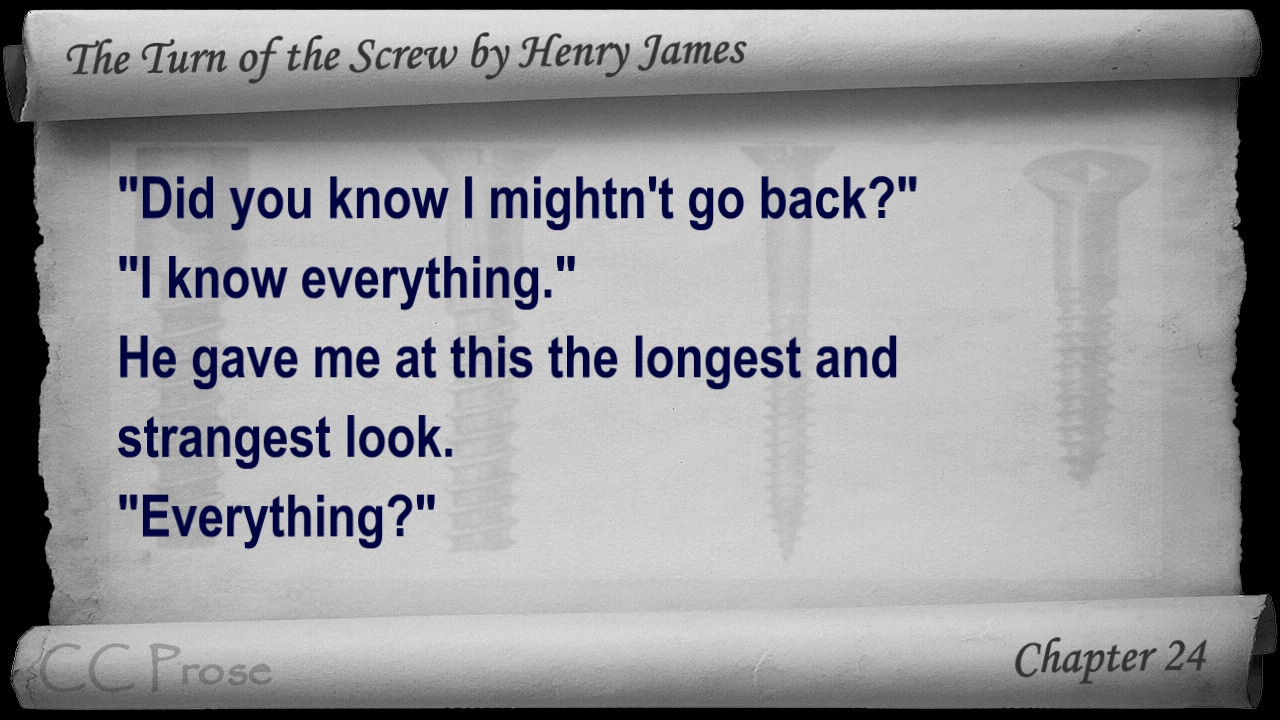 The Turn of the Screw by Henry James
"Did you know I mightn't go back?"
"I know everything."
He gave me at this the longest and
strangest look.
"Everything?"
CC Prose
Chapter 24